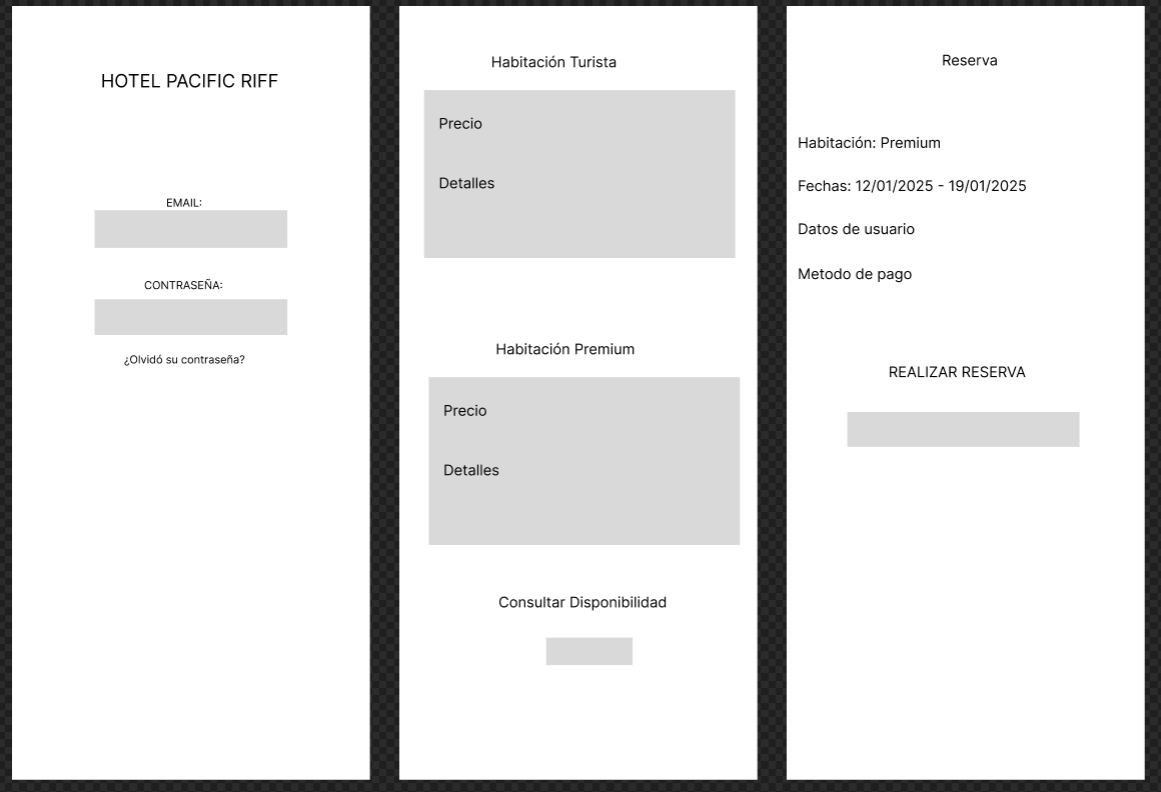 HOTEL PACIFIC RIFF
EMAIL:
CONTRASEÑA:
¿Olvidó su contraseña?
Habitación Turista
Precio
Detalles
Habitación Premium
Precio
Detalles
Consultar Disponibilidad
Reserva
Habitación: Premium
Fechas: 12/01/2025 - 19/01/2025
Datos de usuario
Metodo de pago
REALIZAR RESERVA